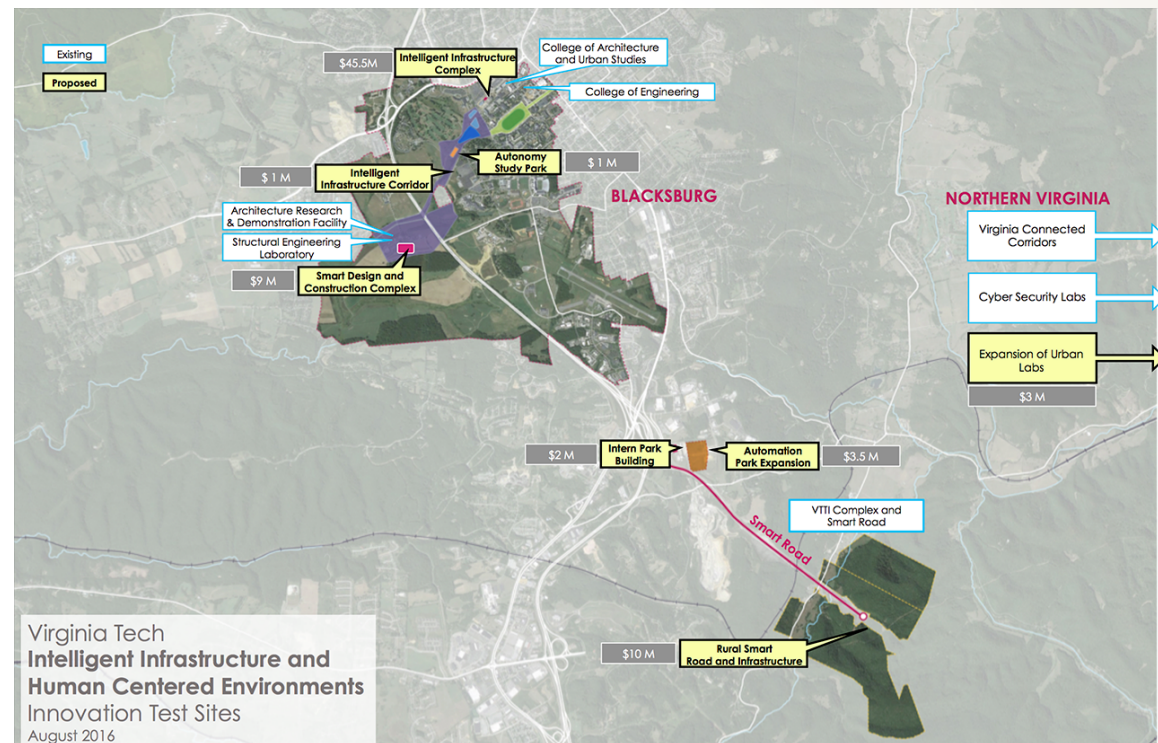 Existing
Proposed
$45.5M
Intelligent Infrastructure
Complex
College of Architecture
and Urban Studies
College of Engineering
Autonomy
Study Park
$ 1 M
$ 1 M
Intelligent
Infrastructure Corridor
BLACKSBURG
Architecture Research
& Demonstration Facility
Structural Engineering
Laboratory
$9 M
Smart Design and
Construction Complex
NORTHERN VIRGINIA
Virginia Connected
Corridors
Cyber Security Labs
Expansion of Urban
Labs
$3 M
$2 M
Intern Park
Building
Automation
Park Expansion
$3.5 M
VTTI Complex and
Smart Road
Smart Road
$10 M
Rural Smart
Road and Infrastructure
Virginia Tech
Intelligent Infrastructure and
Human Centered Environments
Innovation Test Sites
August 2016